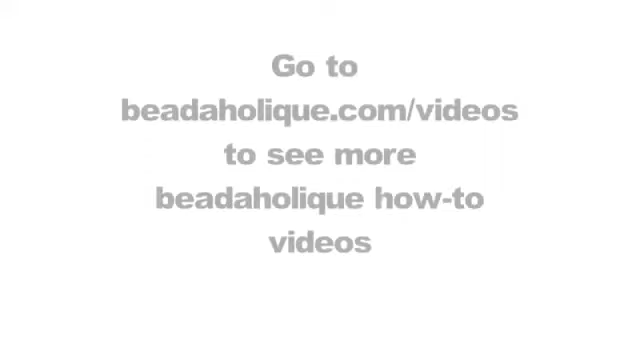 Go to
beadaholique.com/videos
to see more
beadaholique how-to
videos